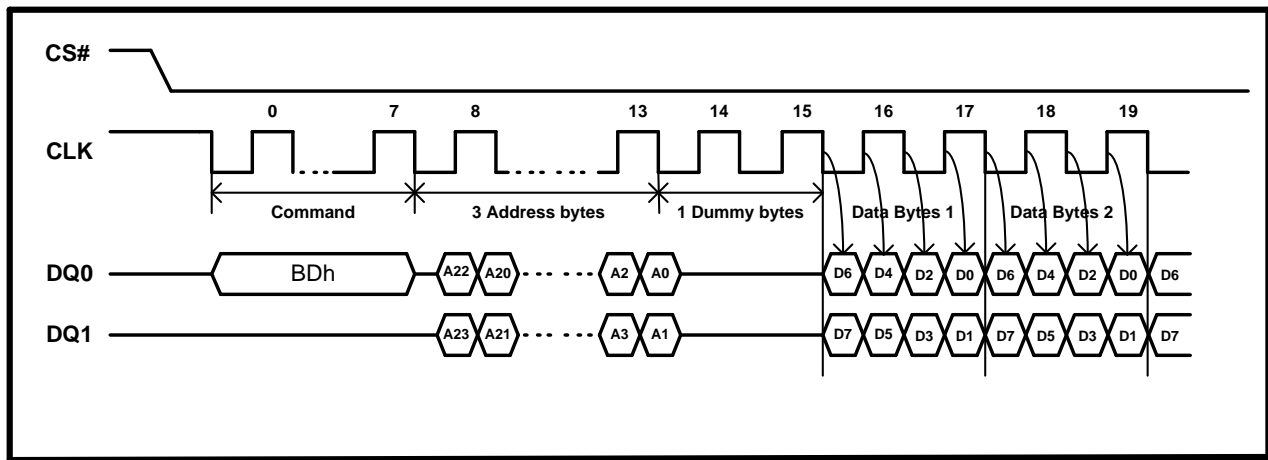 CS#
0 7 8 13 14 15 16 17 18 19
CLK
Command 3 Address bytes 1 Dummy bytes Data Bytes 1 Data Bytes 2
DQ0 BDh A22 A20 A2 A0 D6 D4 D2 D0 D6 D4 D2 D0 D6
DQ1 A23 A21 A3 A1 D7 D5 D3 D1 D7 D5 D3 D1 D7